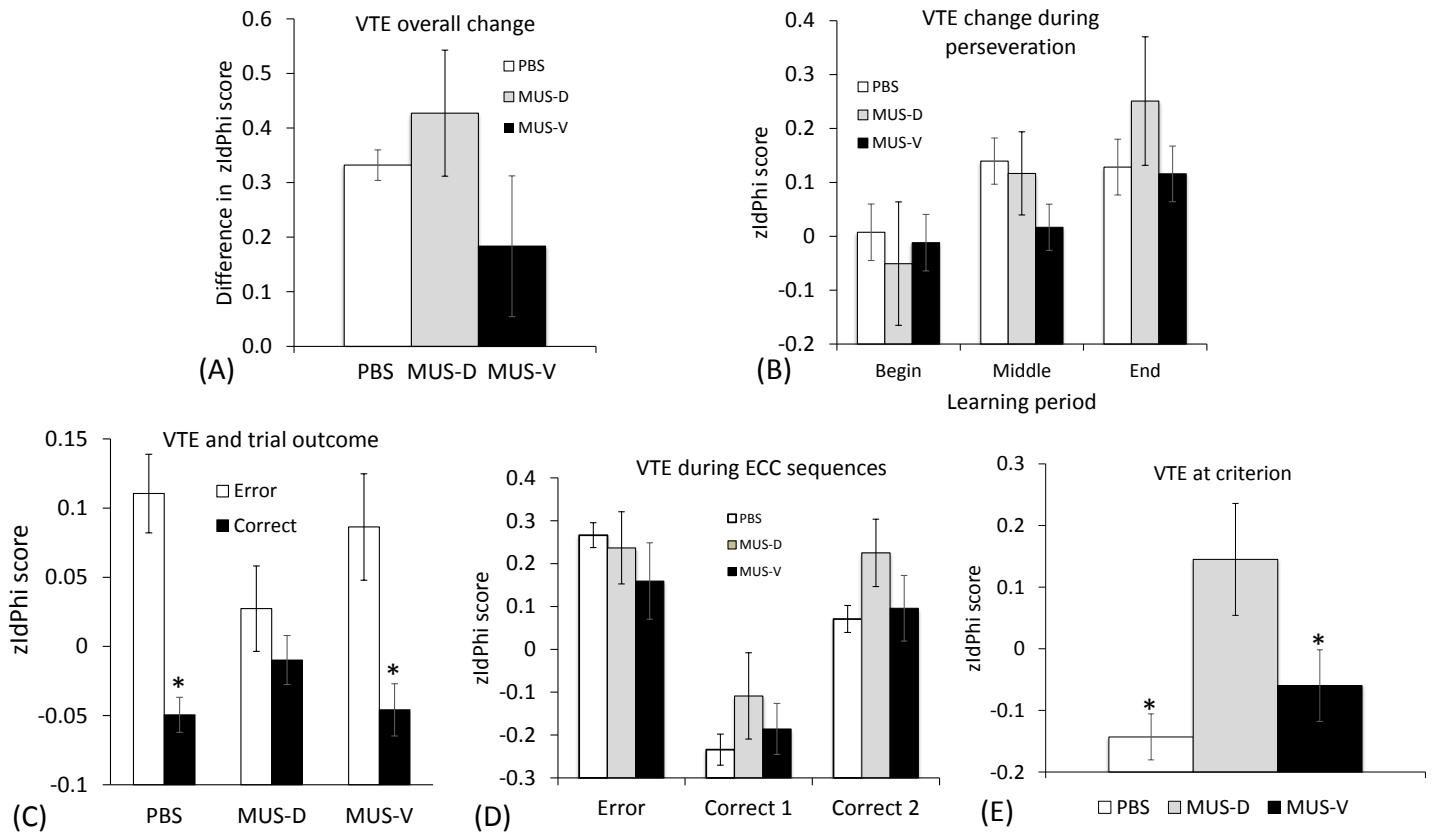 VTE overall change
Difference in zIdPhi score
0.6
0.5
0.4
0.3
0.2
0.1
0.0
PBS
MUS-D
MUS-V
PBS MUS-D MUS-V
(A)
VTE change during
perseveration
zIdPhi score
0.4
0.3
0.2
0.1
0
-0.1
-0.2
PBS
MUS-D
MUS-V
Begin Middle End
Learning period
(B)
VTE and trial outcome
zIdPhi score
0.15
0.1
0.05
0
-0.05
-0.1
Error
Correct
* *
PBS MUS-D MUS-V
(C)
VTE during ECC sequences
zIdPhi score
0.4
0.3
0.2
0.1
0.0
-0.1
-0.2
-0.3
PBS
MUS-D
MUS-V
Error Correct 1 Correct 2
(D)
VTE at criterion
zIdPhi score
0.3
0.2
0.1
0
-0.1
-0.2
* *
PBS MUS-D MUS-V
(E)